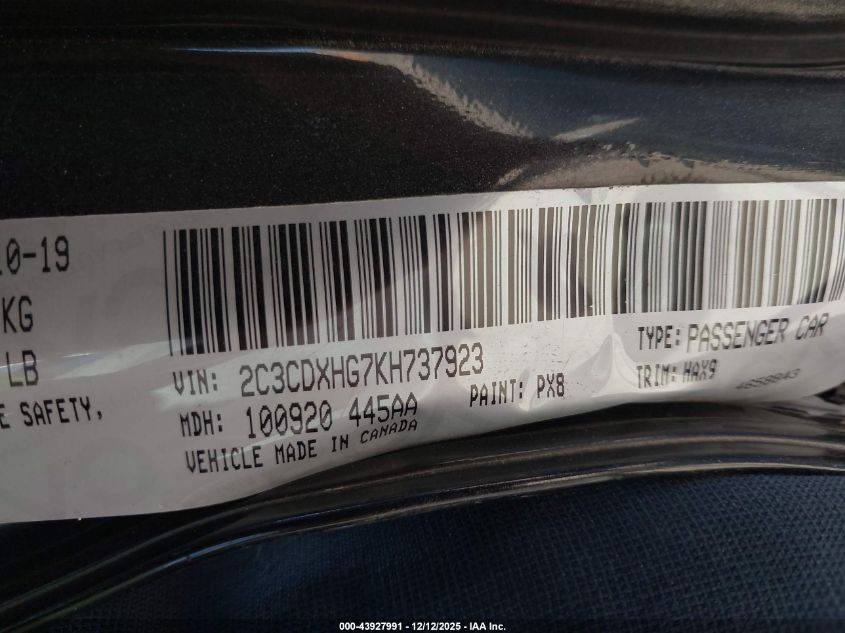 10-19
KG
LB
E SAFETY,
VIN: 2C3CDXHG7KH737923
TYPE: PASSENGER CAR
MDH: 100920 445AA
PAINT: PX8
TRIM: HAX9
4658843
VEHICLE MADE IN CANADA
000-43927991 – 12/12/2025 – IAA Inc.